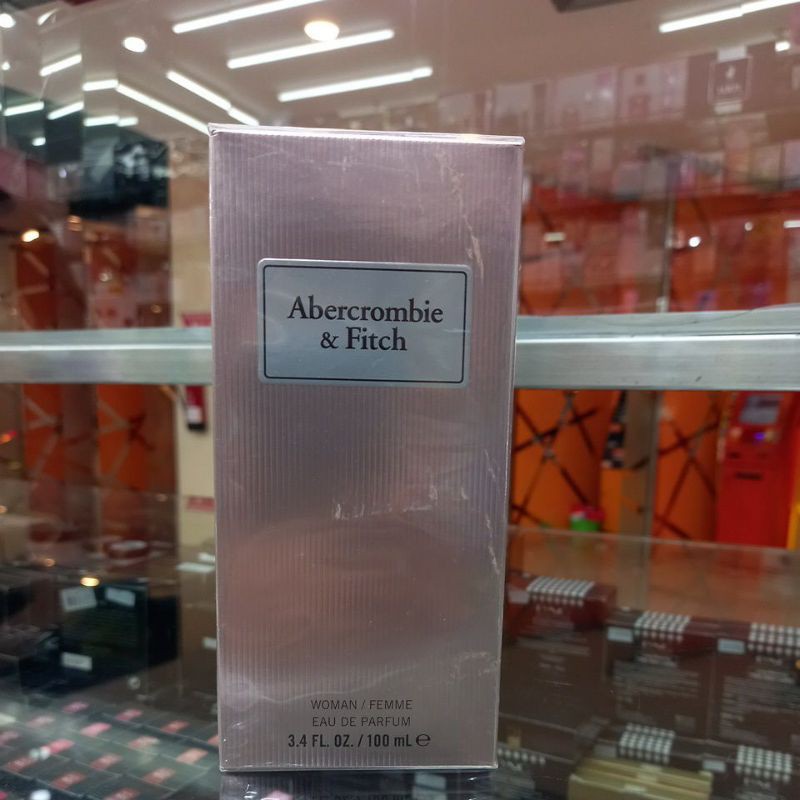 Abercrombie
& Fitch
WOMAN / FEMME
EAU DE PARFUM
3.4 FL. OZ. / 100 mL ℮